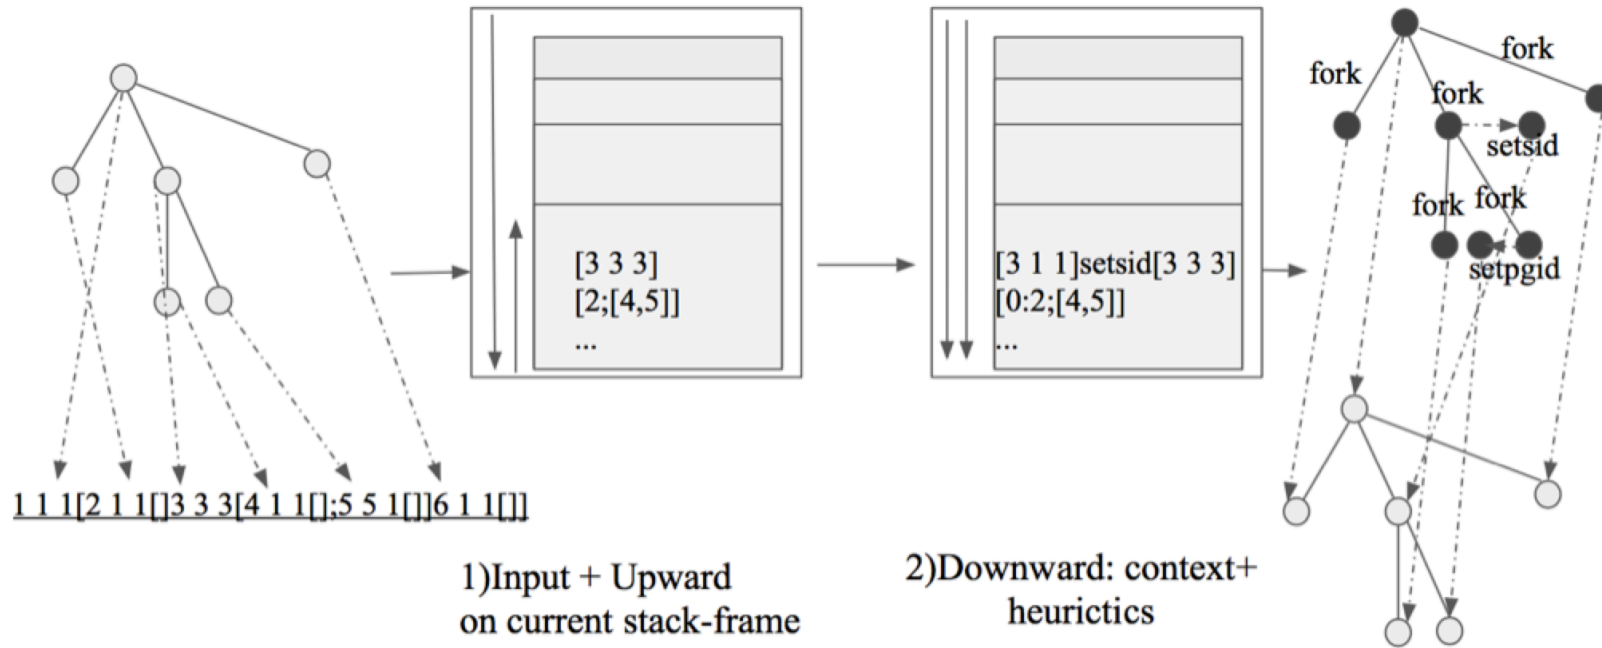 1 1 1[2 1 1[]3 3 3[4 1 1[];5 5 1[]]6 1 1[]]
[3 3 3]
[2;[4,5]]
...
1)Input + Upward
on current stack-frame
[3 1 1]setsid[3 3 3]
[0:2;[4,5]]
...
2)Downward: context+
heurictics
fork
fork
fork
setsid
fork
fork
setpgid